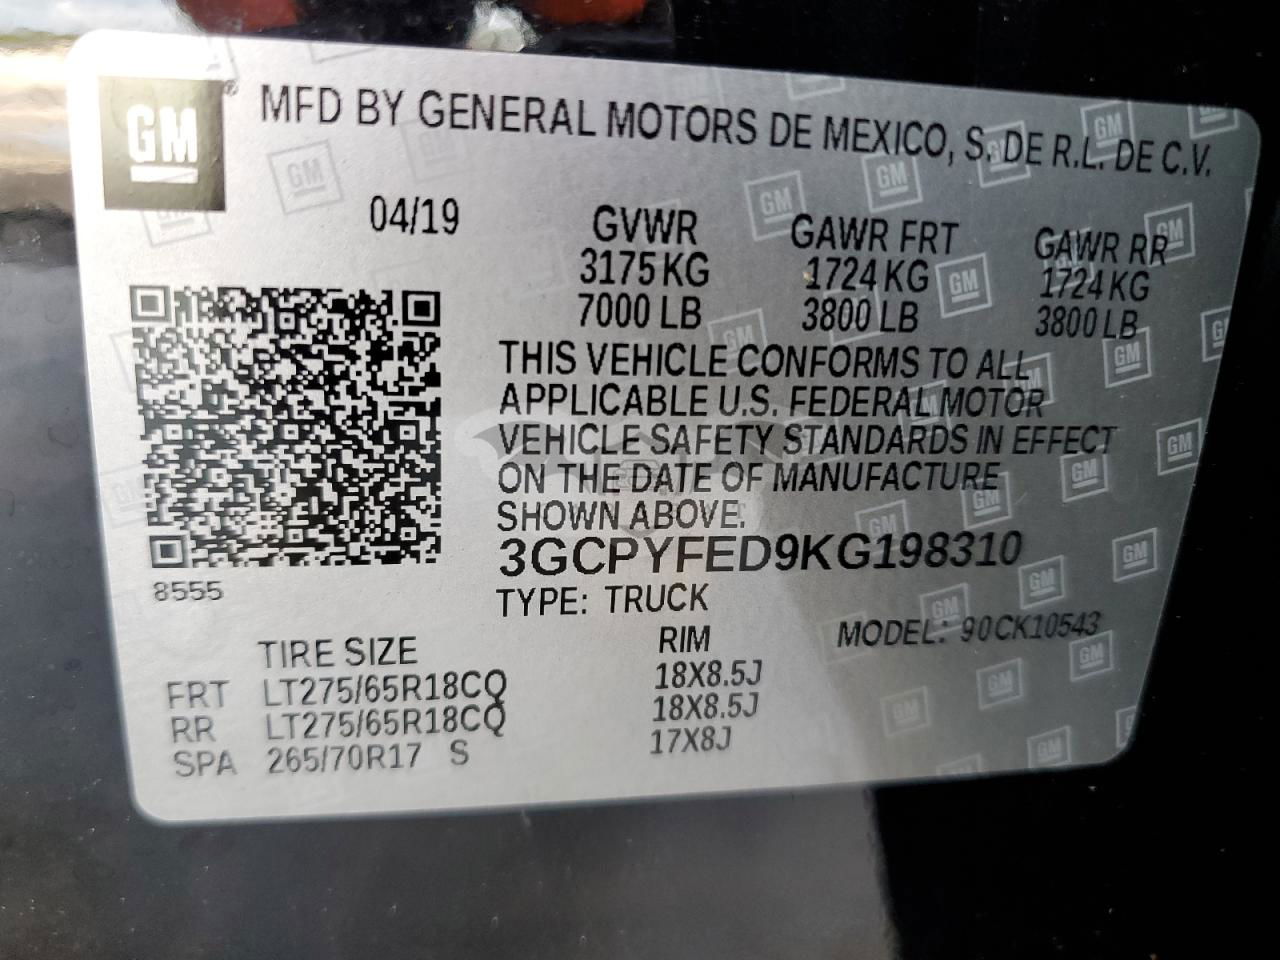 GM® MFD BY GENERAL MOTORS DE MEXICO, S. DE R.L. DE C.V.
04/19
GVWR GAWR FRT GAWR RR
3175 KG 1724 KG 1724 KG
7000 LB 3800 LB 3800 LB
THIS VEHICLE CONFORMS TO ALL
APPLICABLE U.S. FEDERAL MOTOR
VEHICLE SAFETY STANDARDS IN EFFECT
ON THE DATE OF MANUFACTURE
SHOWN ABOVE.
3GCPYFED9KG198310
8555
TYPE: TRUCK
MODEL: 90CK10543
TIRE SIZE RIM
FRT LT275/65R18CQ 18X8.5J
RR LT275/65R18CQ 18X8.5J
SPA 265/70R17 S 17X8J